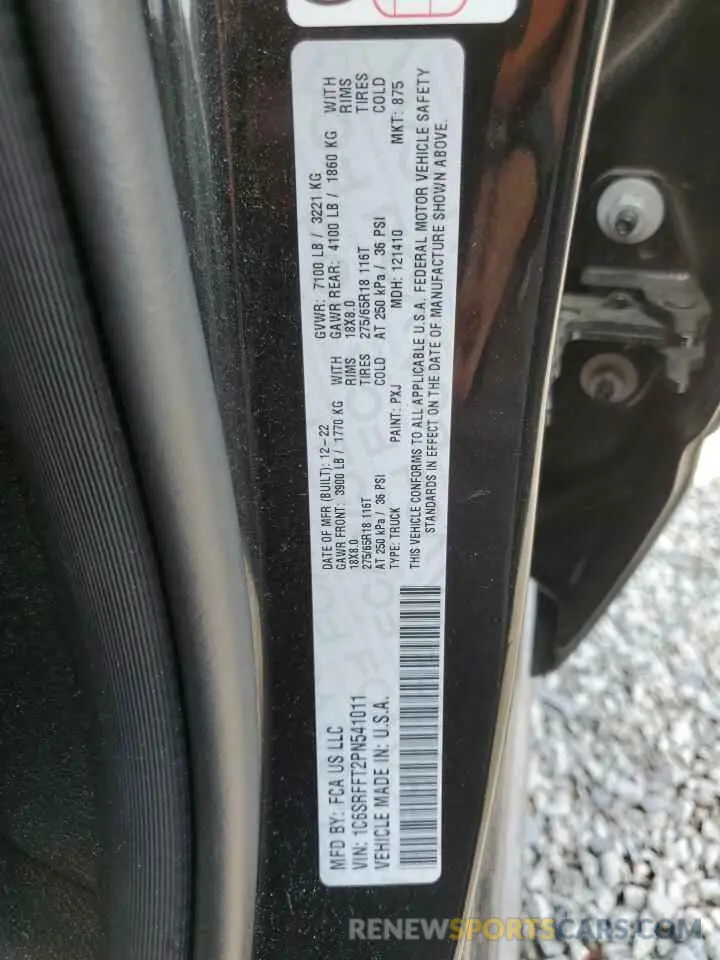 MFD BY: FCA US LLC
VIN: 1C6SRFFT2PN541011
VEHICLE MADE IN: U.S.A.
DATE OF MFR (BUILT): 12-22 GVWR: 7100 LB / 3221 KG
GAWR FRONT: 3900 LB / 1770 KG WITH GAWR REAR: 4100 LB / 1860 KG WITH
18X8.0 RIMS 18X8.0 RIMS
275/65R18 116T TIRES 275/65R18 116T TIRES
AT 250 kPa / 36 PSI COLD AT 250 kPa / 36 PSI COLD
TYPE: TRUCK PAINT: PXJ MDH: 121410 MKT: 875
THIS VEHICLE CONFORMS TO ALL APPLICABLE U.S.A. FEDERAL MOTOR VEHICLE SAFETY
STANDARDS IN EFFECT ON THE DATE OF MANUFACTURE SHOWN ABOVE.
RENEWSPORTSCARS.COM